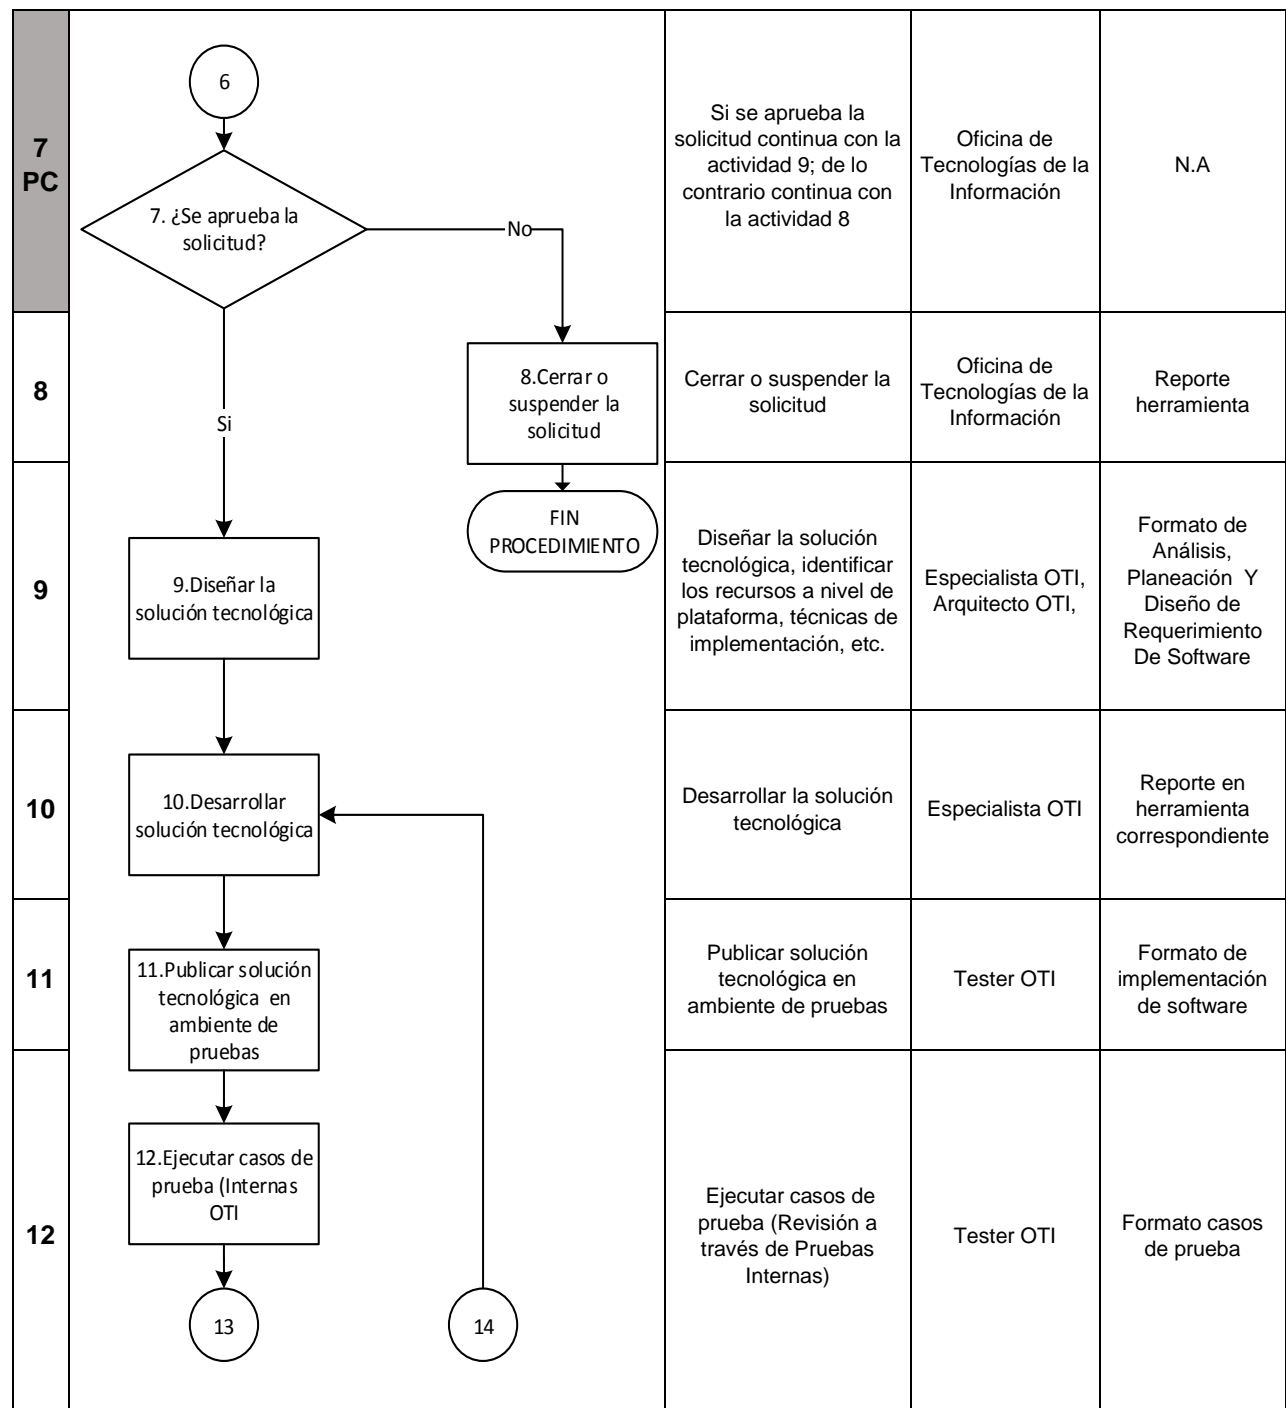 7
PC
6
7. ¿Se aprueba la
solicitud?
No
Si
Si se aprueba la
solicitud continua con la
actividad 9; de lo
contrario continua con
la actividad 8
Oficina de
Tecnologías de la
Información
N.A
8
8.Cerrar o
suspender la
solicitud
Cerrar o suspender la
solicitud
Oficina de
Tecnologías de la
Información
Reporte
herramienta
FIN
PROCEDIMIENTO
9
9.Diseñar la
solución tecnológica
Diseñar la solución
tecnológica, identificar
los recursos a nivel de
plataforma, técnicas de
implementación, etc.
Especialista OTI,
Arquitecto OTI,
Formato de
Análisis,
Planeación Y
Diseño de
Requerimiento
De Software
10
10.Desarrollar
solución tecnológica
Desarrollar la solución
tecnológica
Especialista OTI
Reporte en
herramienta
correspondiente
11
11.Publicar solución
tecnológica en
ambiente de
pruebas
Publicar solución
tecnológica en
ambiente de pruebas
Tester OTI
Formato de
implementación
de software
12
12.Ejecutar casos de
prueba (Internas
OTI
13
14
Ejecutar casos de
prueba (Revisión a
través de Pruebas
Internas)
Tester OTI
Formato casos
de prueba